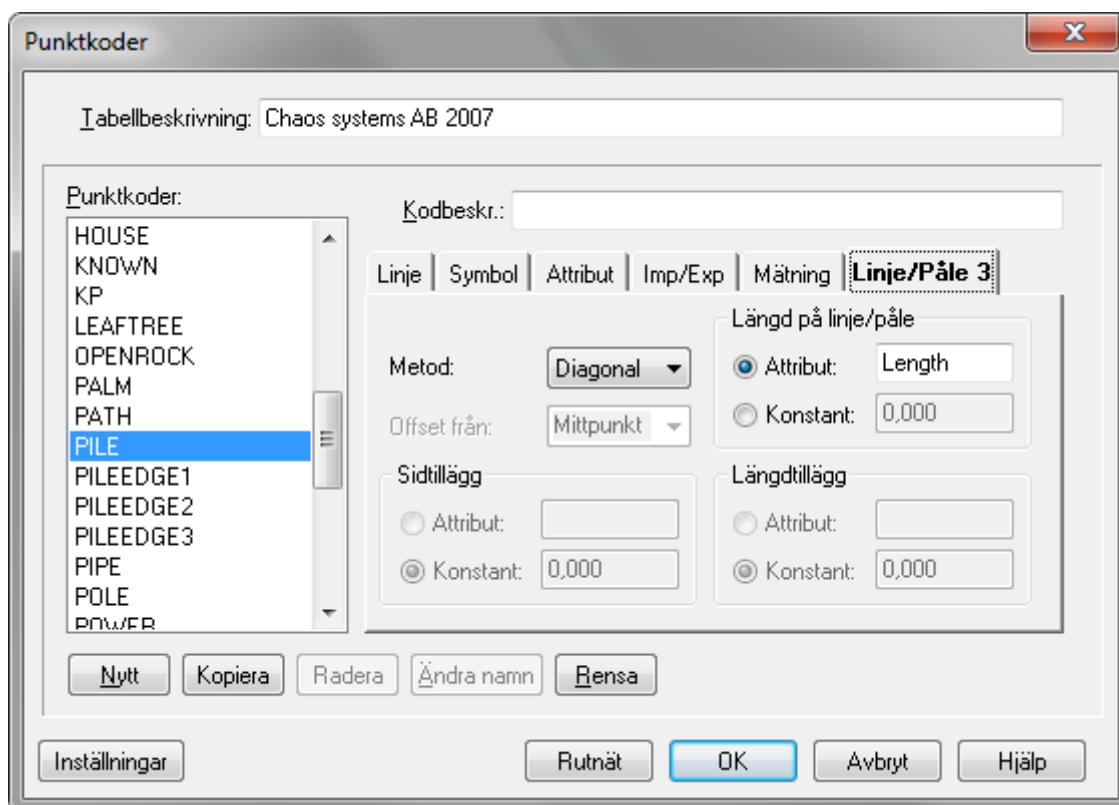 Punktkoder
Tabellbeskrivning: Chaos systems AB 2007
Punktkoder:
HOUSE
KNOWN
KP
LEAFTREE
OPENROCK
PALM
PATH
PILE
PILEEDGE1
PILEEDGE2
PILEEDGE3
PIPE
POLE
POWER
Kodbeskr.:
Linje Symbol Attribut Imp/Exp Mätning Linje/Påle 3
Metod: Diagonal
Offset från: Mittpunkt
Längd på linje/påle
Attribut: Length
Konstant: 0,000
Sidtillägg
Attribut:
Konstant: 0,000
Längdtillägg
Attribut:
Konstant: 0,000
Nytt Kopiera Radera Ändra namn Rensa
Inställningar Rutnät OK Avbryt Hjälp